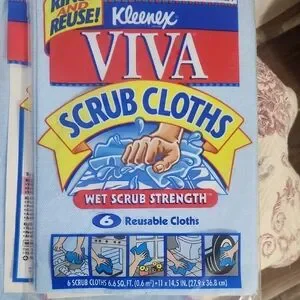 AND
REUSE!
Kleenex
VIVA
SCRUB CLOTHS
WET SCRUB STRENGTH
6 Reusable Cloths
6 SCRUB CLOTHS 6.6 SQ. FT. (0.6 m²) • 11 x 14.5 IN. (27.9 x 36.8 cm)